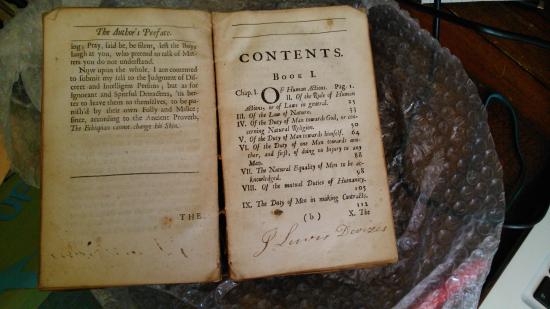 The Author's Preface.
ing; Pray, said he, be silent, lest the Boys
laugh at you, who pretend to talk of Mat-
ters you do not understand.
Now upon the whole. I am contented
to submit my self to the Judgment of Dis-
creet and Intelligent Persons; but as for
Ignorant and Spiteful Detracters, 'tis bet-
ter to leave them to themselves, to be pu-
nish'd by their own Folly and Malice;
since, according to the Ancient Proverb,
The Ethiopian cannot change his Skin.
THE
CONTENTS.
BOOK I.
Chap. I. OF Human Actions. Pag. 1.
II. Of the Rule of Human
Actions, or of Laws in general. 25
III. Of the Law of Nature. 33
IV. Of the Duty of Man towards God, or con-
cerning Natural Religion. 50
V. Of the Duty of Man towards himself. 64
VI. Of the Duty of one Man towards ano-
ther, and first, of doing no Injury to any
Man. 88
VII. The Natural Equality of Men to be ac-
knowledged. 98
VIII. Of the mutual Duties of Humanity.
105
IX. The Duty of Men in making Contracts.
112
(b) X. The
J Lewis Devizes